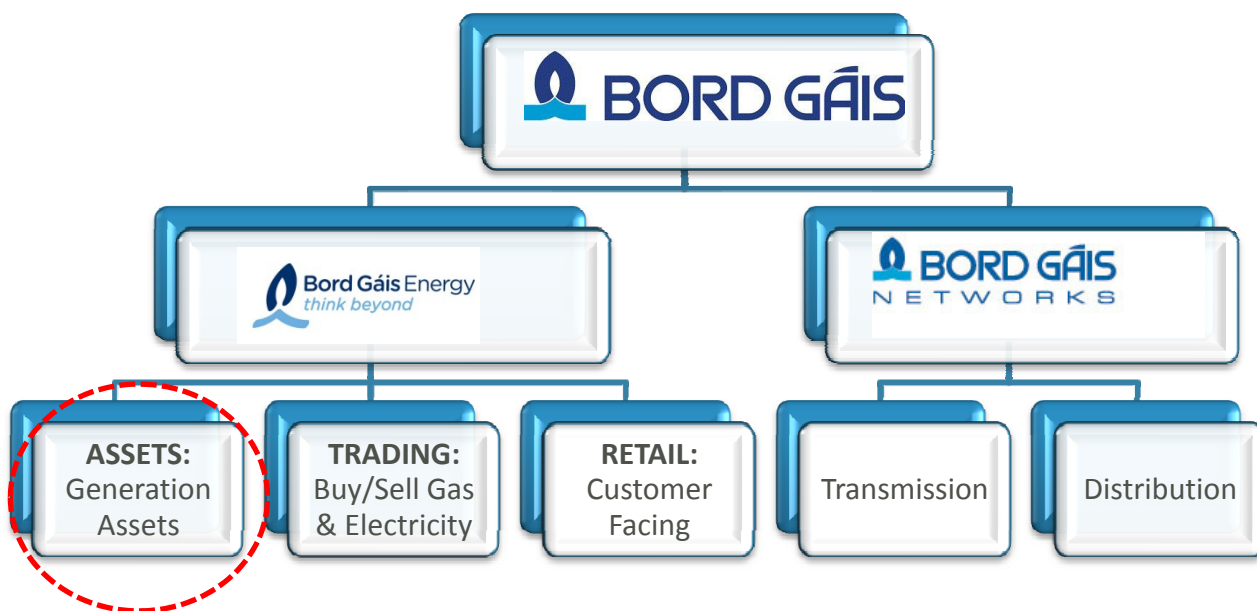 BORD GÁIS
Bord Gáis Energy
think beyond
BORD GÁIS
NETWORKS
ASSETS:
Generation
Assets
TRADING:
Buy/Sell Gas
& Electricity
RETAIL:
Customer
Facing
Transmission
Distribution